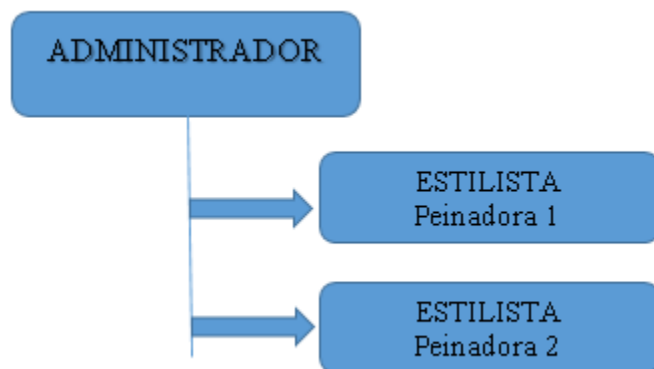 ADMINISTRADOR
ESTILISTA
Peinadora 1
ESTILISTA
Peinadora 2